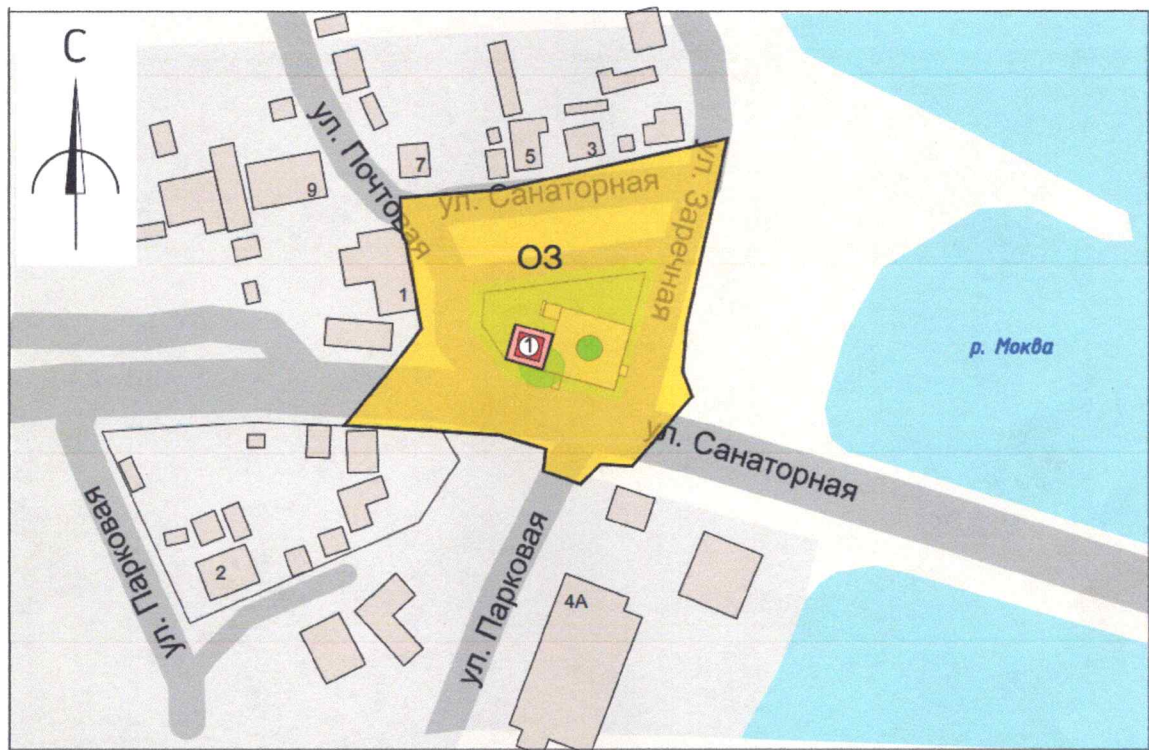 С
ул. Почтовая
7
5
3
9
ул. Санаторная
ул. Заречная
ОЗ
1
1
р. Моква
ул. Санаторная
ул. Парковая
2
ул. Парковая
4А